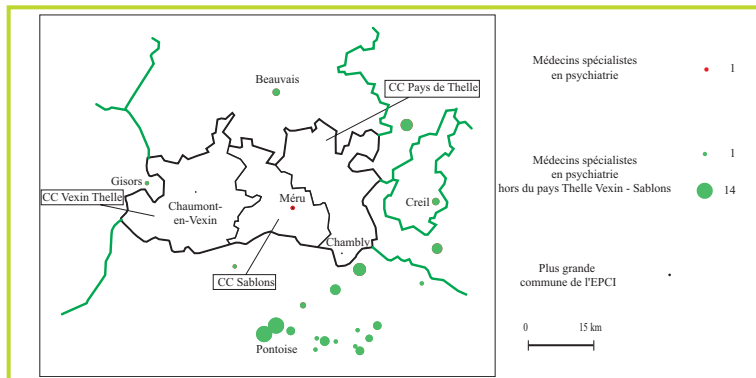 Beauvais
CC Pays de Thelle
Gisors
CC Vexin Thelle
Chaumont-
en-Vexin
Méru
Creil
Chambly
CC Sablons
Pontoise
Médecins spécialistes
en psychiatrie
1
Médecins spécialistes
en psychiatrie
hors du pays Thelle Vexin - Sablons
1
14
Plus grande
commune de l'EPCI
0
15 km